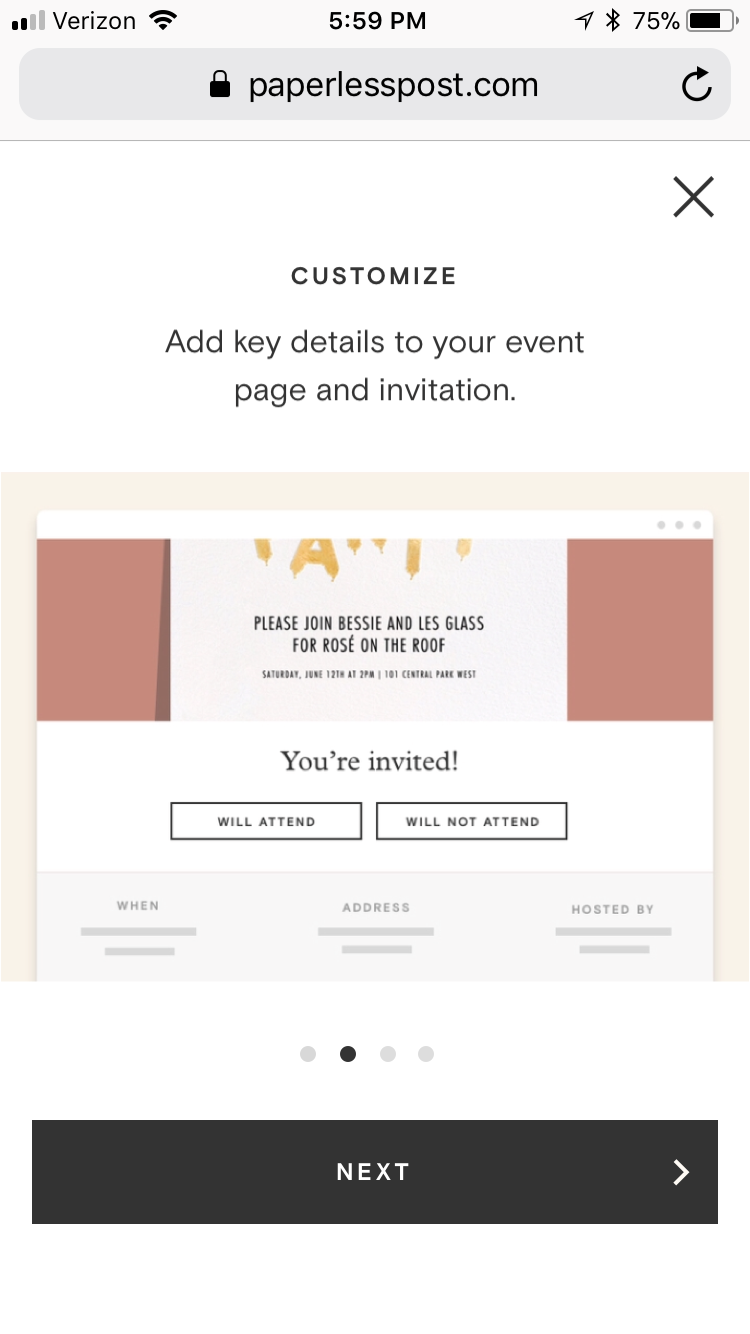 Verizon 5:59 PM 75%
paperlesspost.com
CUSTOMIZE
Add key details to your event
page and invitation.
PLEASE JOIN BESSIE AND LES GLASS
FOR ROSÉ ON THE ROOF
SATURDAY, JUNE 12TH AT 2PM | 101 CENTRAL PARK WEST
You're invited!
WILL ATTEND WILL NOT ATTEND
WHEN ADDRESS HOSTED BY
NEXT